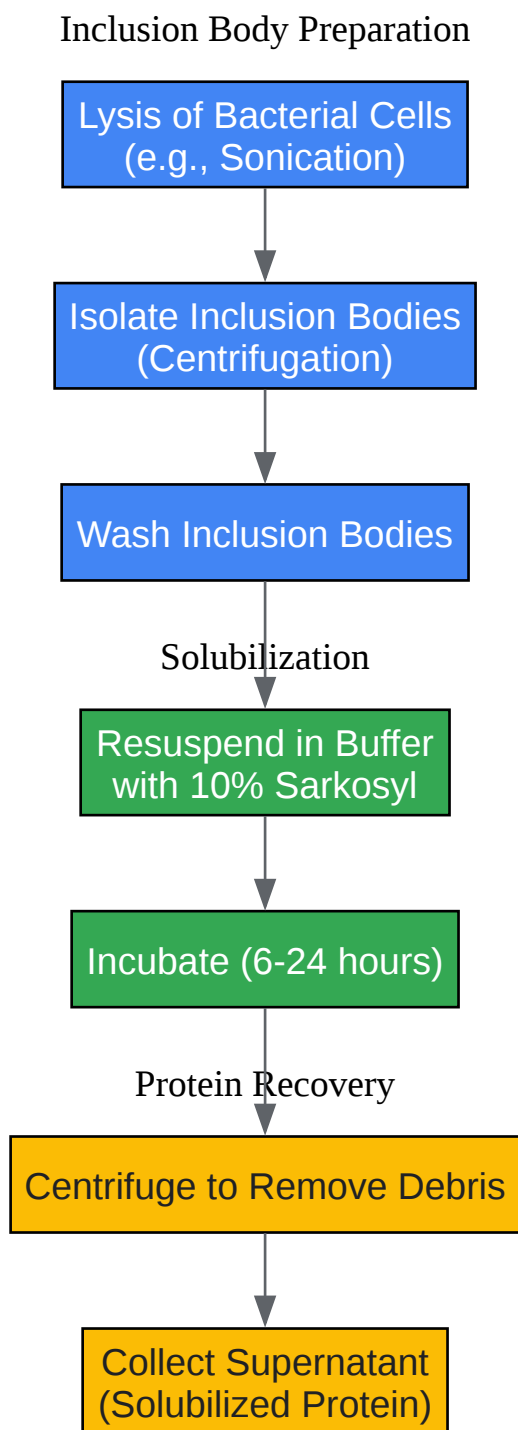 Inclusion Body Preparation
Lysis of Bacterial Cells
(e.g., Sonication)
Isolate Inclusion Bodies
(Centrifugation)
Wash Inclusion Bodies
Solubilization
Resuspend in Buffer
with 10% Sarkosyl
Incubate (6-24 hours)
Protein Recovery
Centrifuge to Remove Debris
Collect Supernatant
(Solubilized Protein)